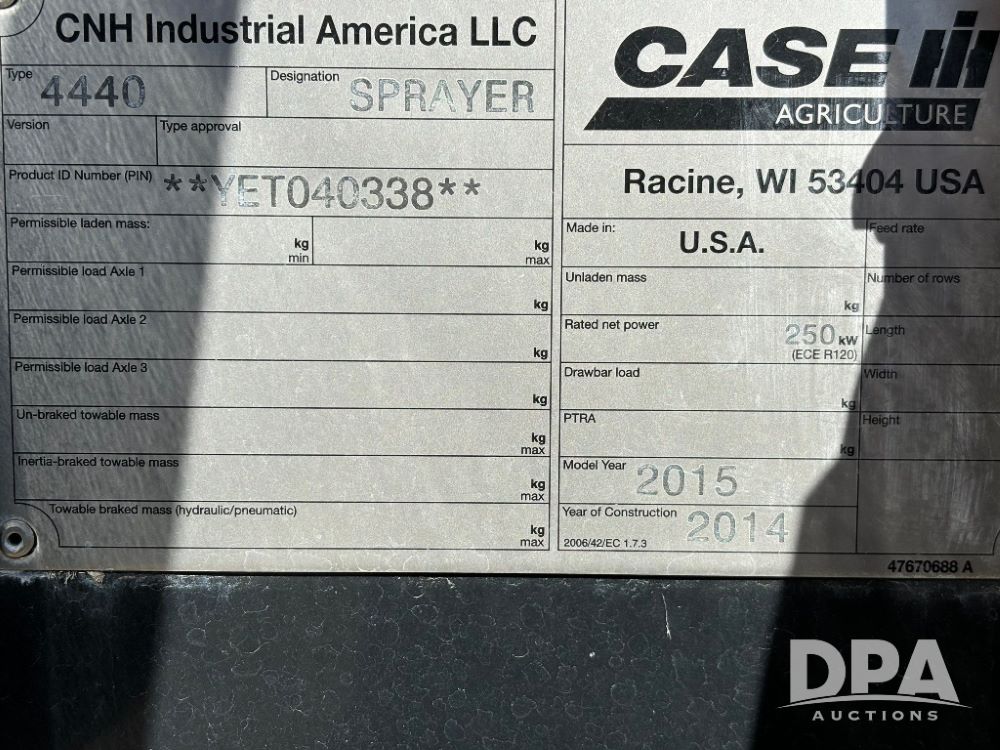 CNH Industrial America LLC
Type 4440
Designation SPRAYER
Version
Type approval
Product ID Number (PIN) **YET040338**
Permissible laden mass:
kg min
kg max
Permissible load Axle 1
kg
Permissible load Axle 2
kg
Permissible load Axle 3
kg
Un-braked towable mass
kg max
Inertia-braked towable mass
kg max
Towable braked mass (hydraulic/pneumatic)
kg max
CASE IH
AGRICULTURE
Racine, WI 53404 USA
Made in: U.S.A.
Feed rate
Unladen mass
kg
Number of rows
Rated net power 250 kW
(ECE R120)
Length
Drawbar load
kg
Width
PTRA
kg
Height
Model Year 2015
Year of Construction 2014
2006/42/EC 1.7.3
47670688 A
DPA
AUCTIONS